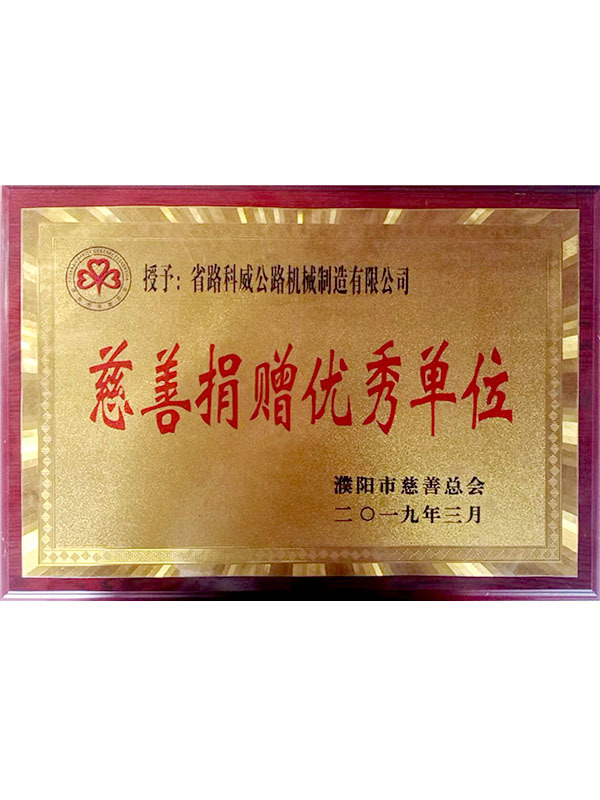 授予：省路科威公路机械制造有限公司
慈善捐赠优秀单位
濮阳市慈善总会
二〇一九年三月